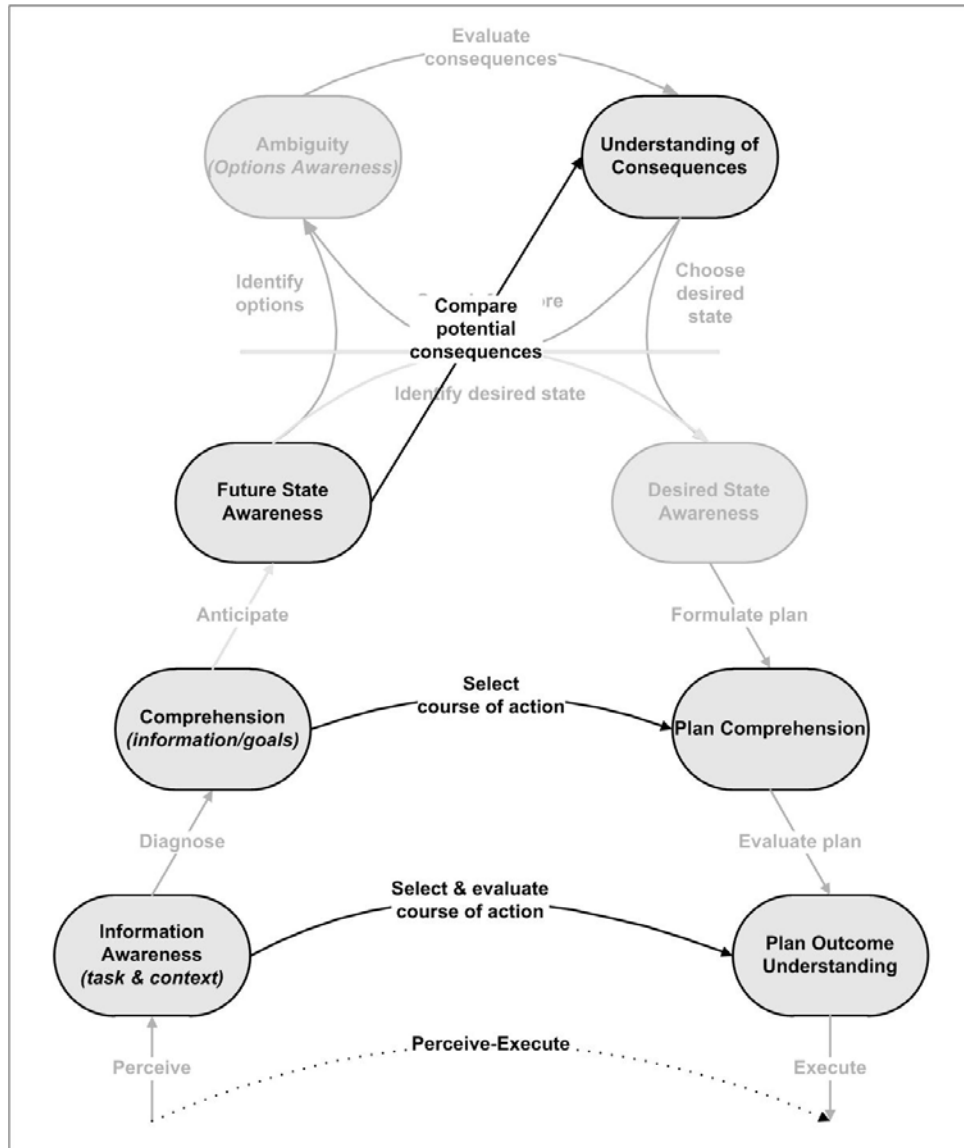 Evaluate
consequences
Ambiguity
(Options Awareness)
Understanding of
Consequences
Identify
options
Choose
desired
state
Compare
potential
consequences
Identify desired state
Future State
Awareness
Desired State
Awareness
Anticipate
Formulate plan
Select
course of action
Comprehension
(information/goals)
Plan Comprehension
Diagnose
Evaluate plan
Select & evaluate
course of action
Information
Awareness
(task & context)
Plan Outcome
Understanding
Perceive-Execute
Perceive
Execute